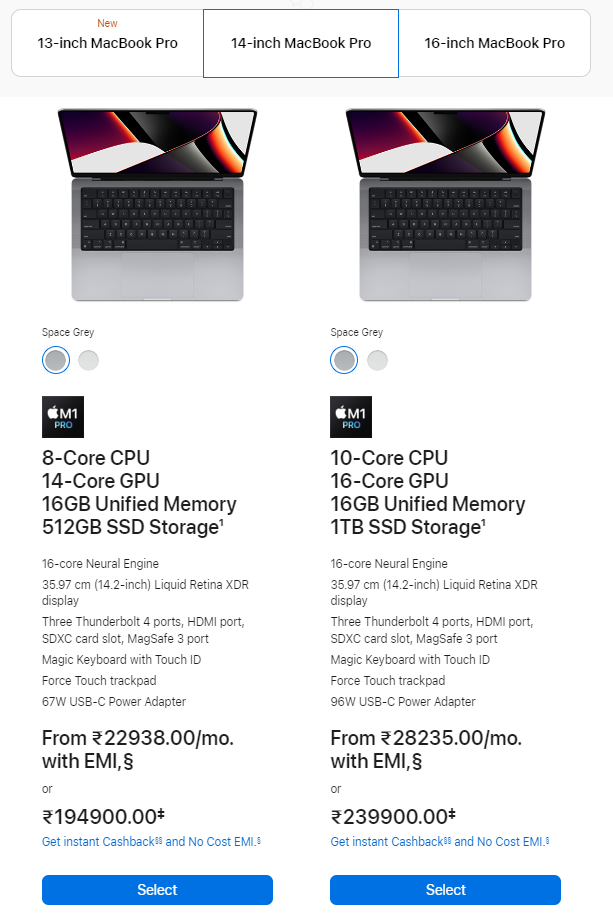 New
13-inch MacBook Pro
14-inch MacBook Pro
16-inch MacBook Pro
Space Grey
M1
PRO
8-Core CPU
14-Core GPU
16GB Unified Memory
512GB SSD Storage¹
16-core Neural Engine
35.97 cm (14.2-inch) Liquid Retina XDR
display
Three Thunderbolt 4 ports, HDMI port,
SDXC card slot, MagSafe 3 port
Magic Keyboard with Touch ID
Force Touch trackpad
67W USB-C Power Adapter
From ₹22938.00/mo.
with EMI,§
or
₹194900.00‡
Get instant Cashback§§ and No Cost EMI.§
Select
Space Grey
M1
PRO
10-Core CPU
16-Core GPU
16GB Unified Memory
1TB SSD Storage¹
16-core Neural Engine
35.97 cm (14.2-inch) Liquid Retina XDR
display
Three Thunderbolt 4 ports, HDMI port,
SDXC card slot, MagSafe 3 port
Magic Keyboard with Touch ID
Force Touch trackpad
96W USB-C Power Adapter
From ₹28235.00/mo.
with EMI,§
or
₹239900.00‡
Get instant Cashback§§ and No Cost EMI.§
Select